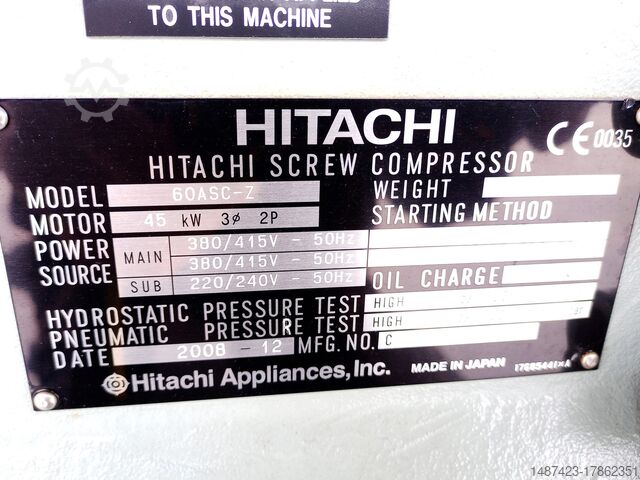 TO THIS MACHINE
HITACHI
CE 0035
HITACHI SCREW COMPRESSOR
MODEL 60ASC-Z WEIGHT
MOTOR 45 kW 3φ 2P STARTING METHOD
POWER SOURCE MAIN 380/415V - 50Hz
380/415V - 50Hz
SUB 220/240V - 50Hz OIL CHARGE
HYDROSTATIC PRESSURE TEST HIGH
PNEUMATIC PRESSURE TEST HIGH
DATE 2008 - 12 MFG.NO. C
Hitachi Appliances, Inc. MADE IN JAPAN
1487423-17862351